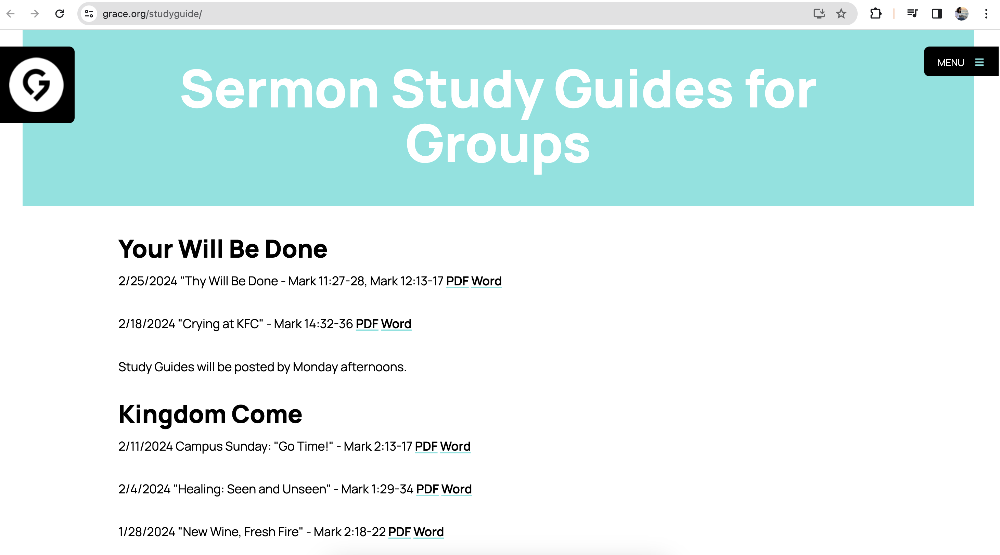 grace.org/studyguide/
MENU
Sermon Study Guides for
Groups
Your Will Be Done
2/25/2024 "Thy Will Be Done - Mark 11:27-28, Mark 12:13-17 PDF Word
2/18/2024 "Crying at KFC" - Mark 14:32-36 PDF Word
Study Guides will be posted by Monday afternoons.
Kingdom Come
2/11/2024 Campus Sunday: "Go Time!" - Mark 2:13-17 PDF Word
2/4/2024 "Healing: Seen and Unseen" - Mark 1:29-34 PDF Word
1/28/2024 "New Wine, Fresh Fire" - Mark 2:18-22 PDF Word